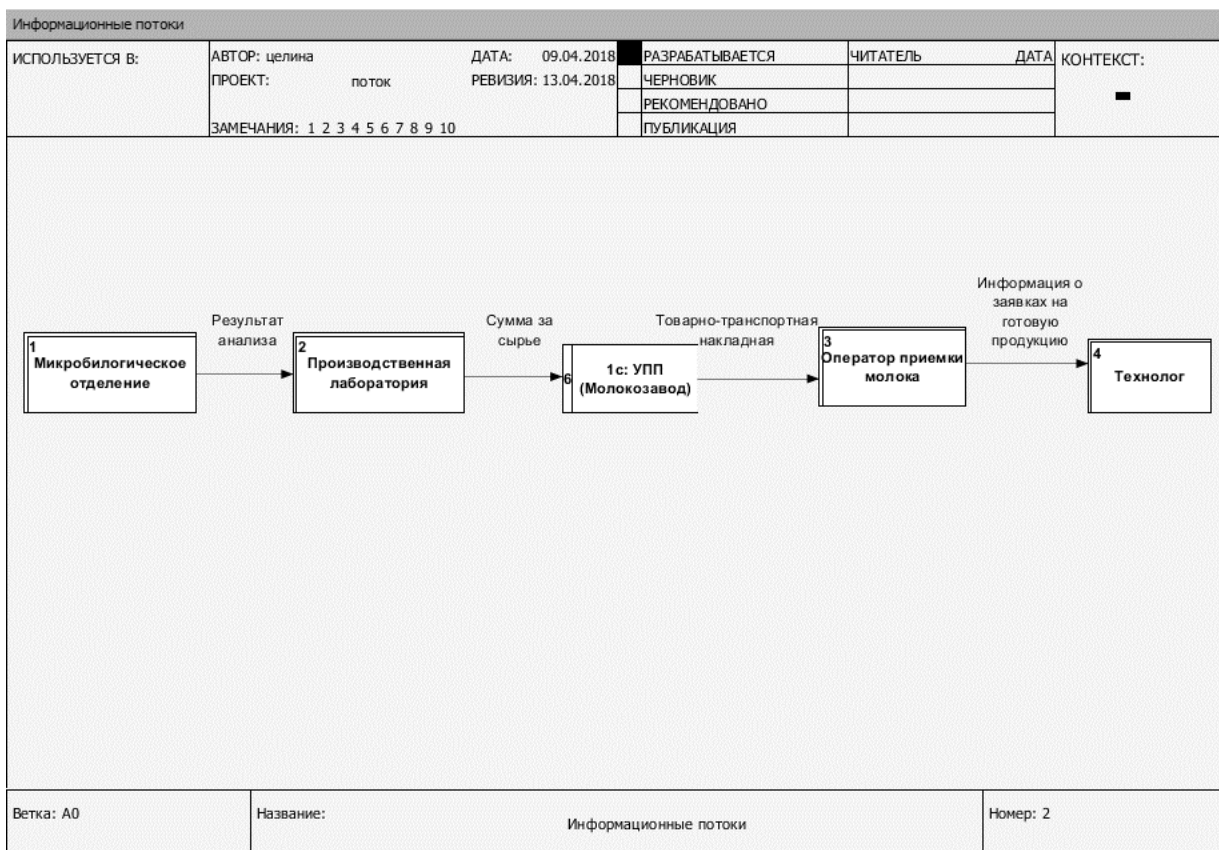 Информационные потоки
ИСПОЛЬЗУЕТСЯ В:
АВТОР: целина
ДАТА: 09.04.2018
ПРОЕКТ: поток
РЕВИЗИЯ: 13.04.2018
ЗАМЕЧАНИЯ: 1 2 3 4 5 6 7 8 9 10
РАЗРАБАТЫВАЕТСЯ
ЧЕРНОВИК
РЕКОМЕНДОВАНО
ПУБЛИКАЦИЯ
ЧИТАТЕЛЬ ДАТА
КОНТЕКСТ:
1
Микробилогическое
отделение
Результат
анализа
2
Производственная
лаборатория
Сумма за
сырье
6
1с: УПП
(Молокозавод)
Товарно-транспортная
накладная
3
Оператор приемки
молока
Информация о
заявках на
готовую
продукцию
4
Технолог
Ветка: A0
Название:
Информационные потоки
Номер: 2